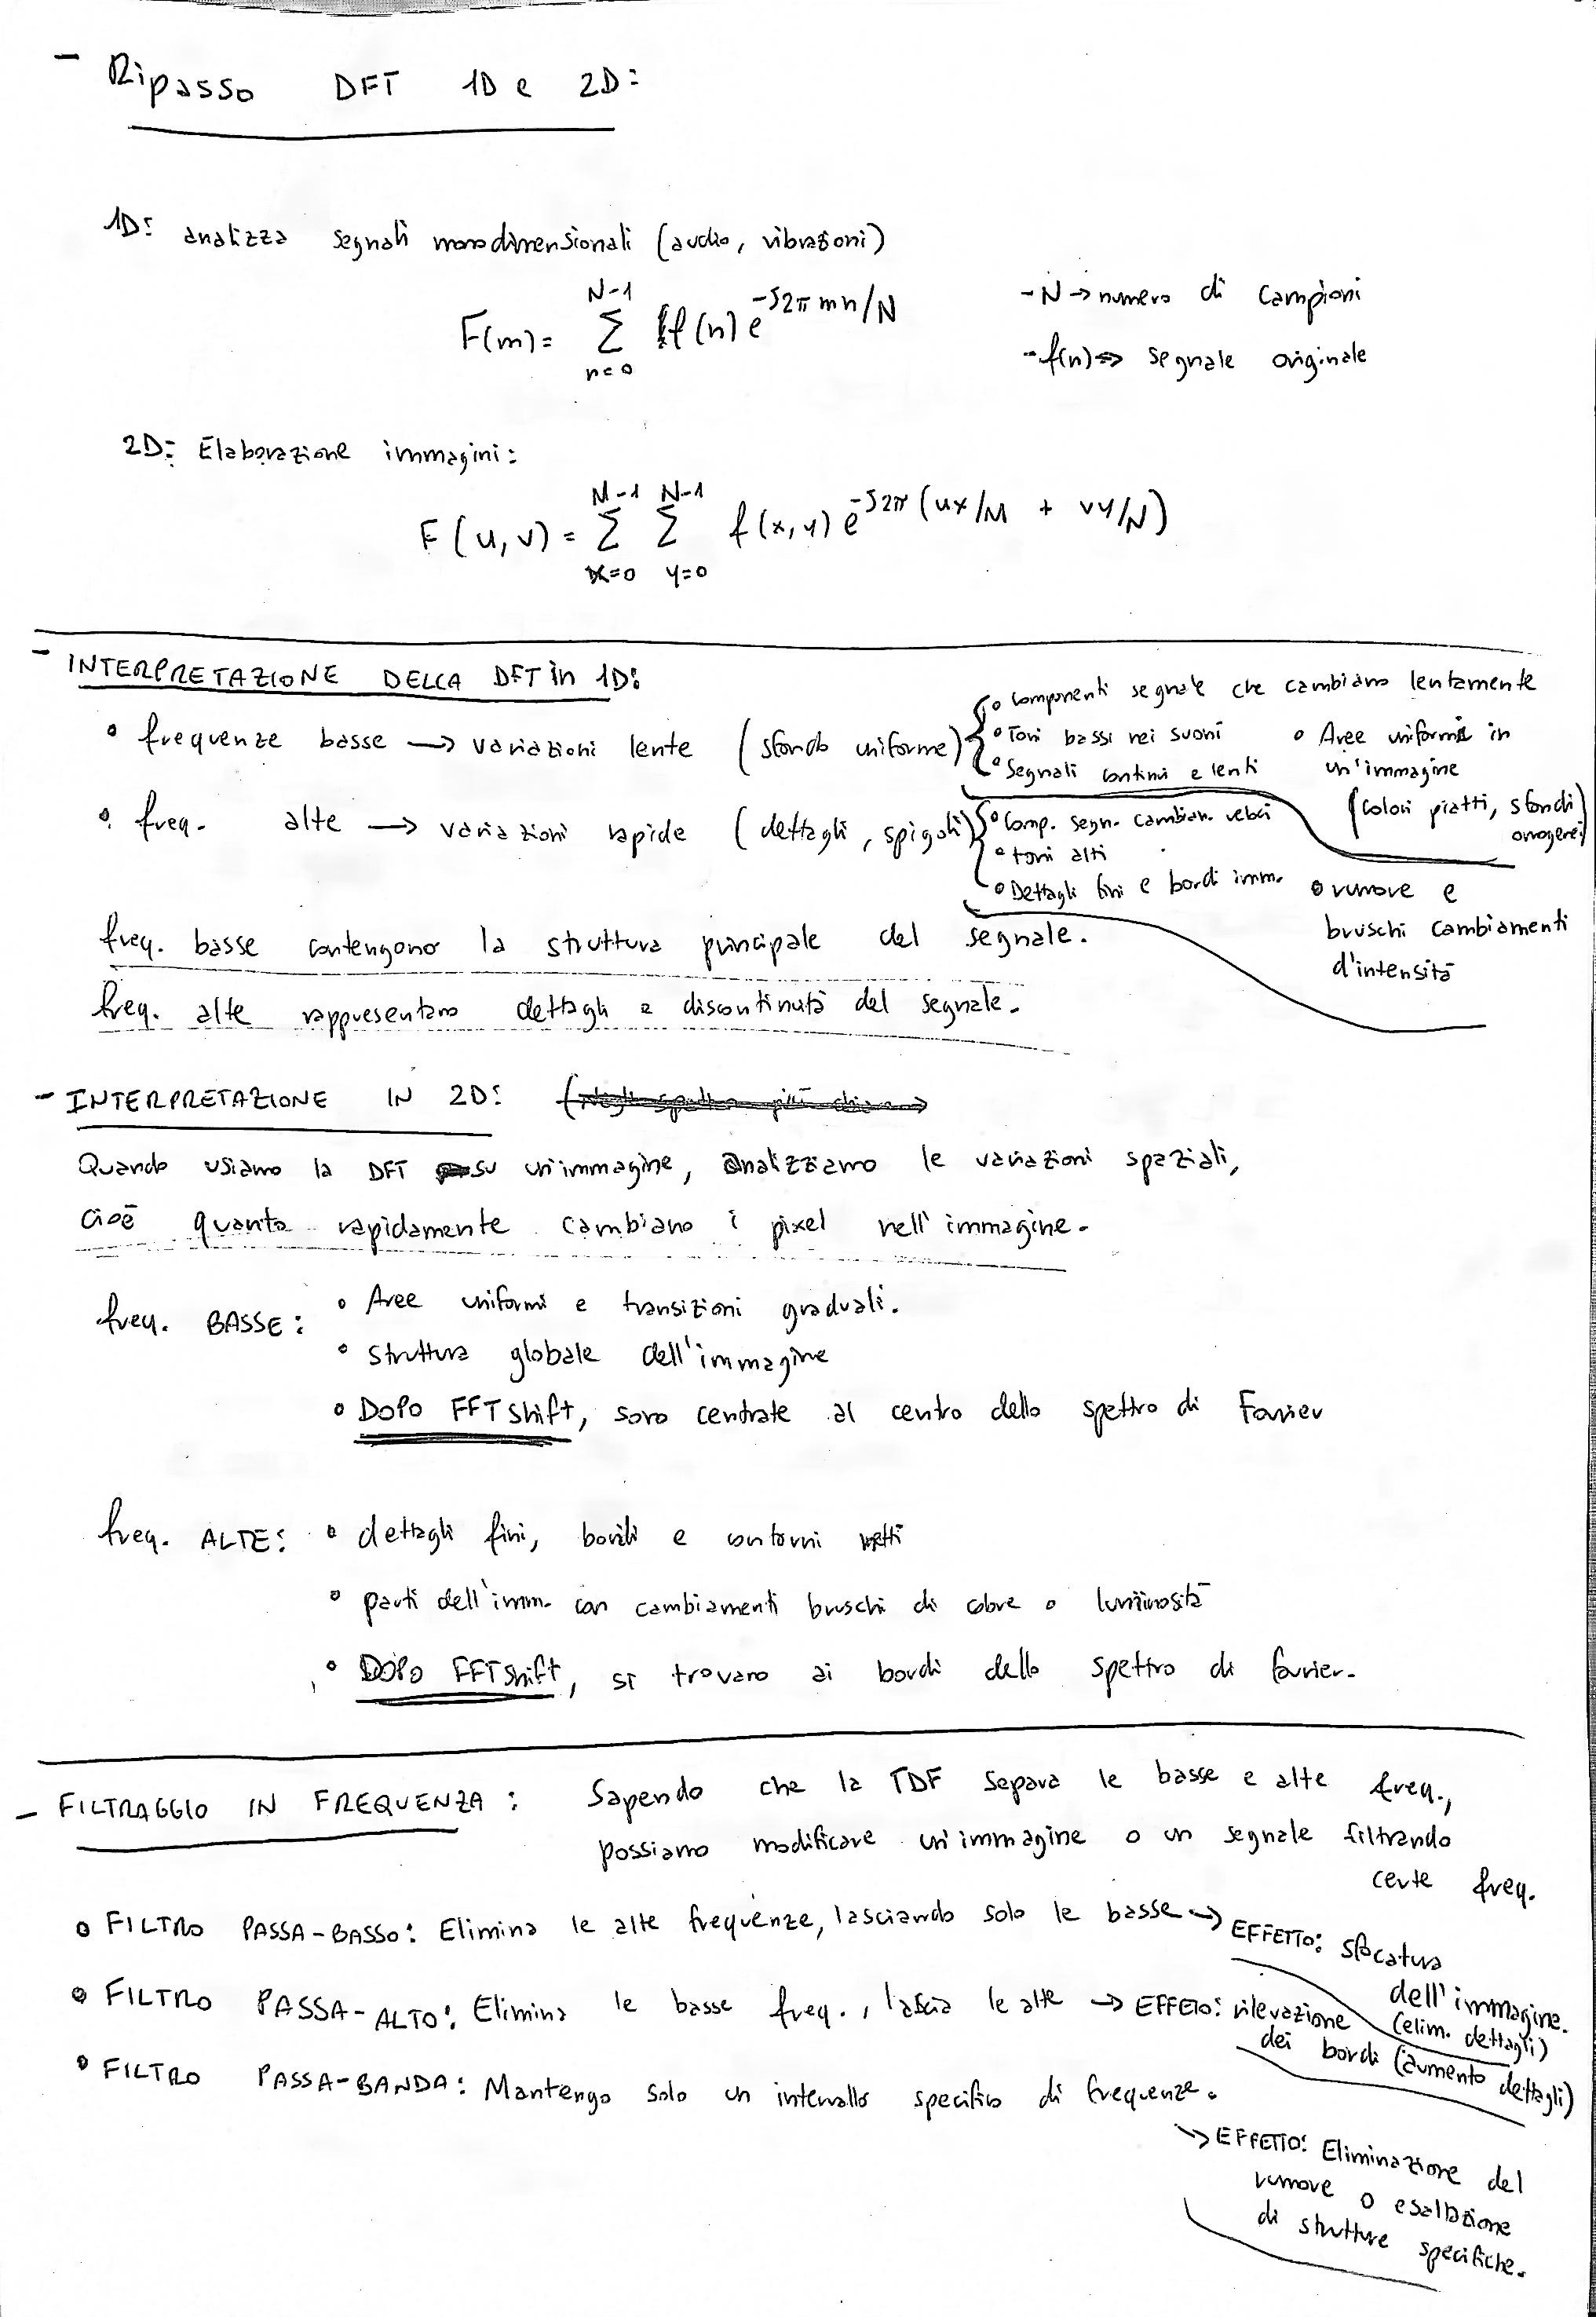 - Ripasso DFT 1D e 2D:
1D: analizza segnali monodimensionali (audio, vibrazioni)
F(m) = N-1 Σ n=0 f(n) e^-j2π mn/N
- N → numero di campioni
- f(n) => segnale originale
2D: Elaborazione immagini:
F(u,v) = M-1 Σ x=0 N-1 Σ y=0 f(x,y) e^-j2π (ux/M + vy/N)
- INTERPRETAZIONE DELLA DFT in 1D:
• frequenze basse → variazioni lente (sfondo uniforme)
• Componenti segnale che cambiano lentamente
• Toni bassi nei suoni
• Segnali continui e lenti
• Aree uniformi in
un'immagine
(colori piatti, sfondi
omogenei)
• freq. alte → variazioni rapide (dettagli, spigoli)
• Comp. segn. cambian. veloci
• toni alti
• Dettagli fini e bordi imm.
• rumore e
bruschi cambiamenti
d'intensità
freq. basse contengono la struttura principale del segnale.
freq. alte rappresentano dettagli e discontinuità del segnale.
- INTERPRETAZIONE IN 2D:
Quando usiamo la DFT su un'immagine, analizziamo le variazioni spaziali,
cioè quanto rapidamente cambiano i pixel nell'immagine.
freq. BASSE:
• Aree uniformi e transizioni graduali.
• struttura globale dell'immagine
• DOPO FFTshift, sono centrate al centro dello spettro di Fourier
freq. ALTE: • dettagli fini, bordi e contorni netti
• parti dell'imm. con cambiamenti bruschi di colore o luminosità
• DOPO FFTshift, si trovano ai bordi dello spettro di fourier.
- FILTRAGGIO IN FREQUENZA: Sapendo che la TDF separa le basse e alte freq.,
possiamo modificare un'immagine o un segnale filtrando
certe freq.
• FILTRO PASSA-BASSO: Elimina le alte frequenze, lasciando solo le basse → EFFETTO: sfocatura
dell'immagine.
(elim. dettagli)
• FILTRO PASSA-ALTO: Elimina le basse freq., lascia le alte → EFFETTO: rilevazione
dei bordi (aumento dettagli)
• FILTRO PASSA-BANDA: Mantengo solo un intervallo specifico di frequenze.
→ EFFETTO: Eliminazione del
rumore o esaltazione
di strutture specifiche.